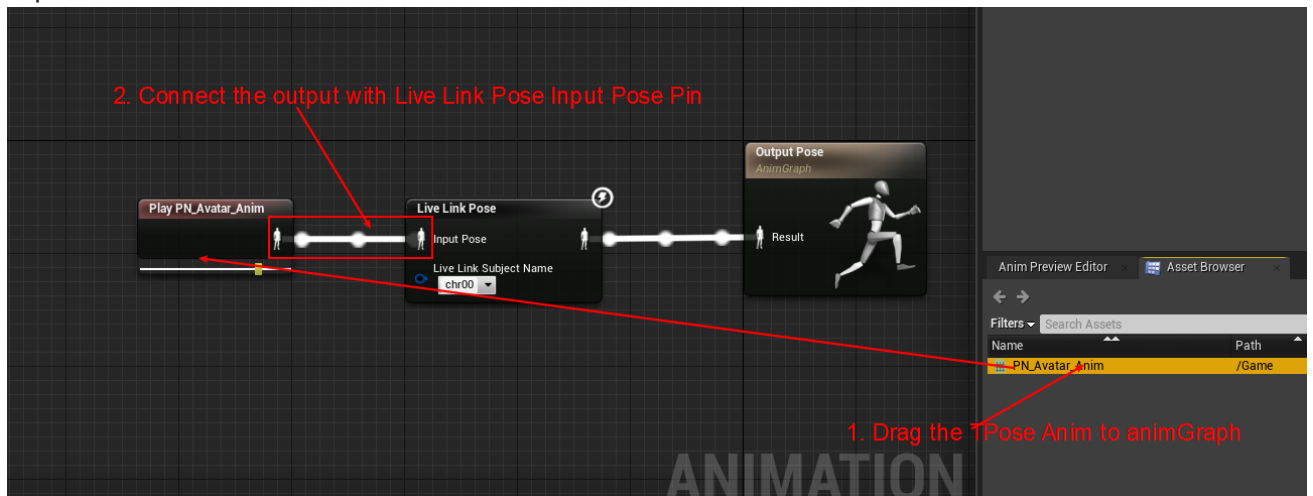 2. Connect the output with Live Link Pose Input Pose Pin
Output Pose
AnimGraph
Play PN_Avatar_Anim
Live Link Pose
Input Pose
Result
Live Link Subject Name
chr00
Anim Preview Editor
Asset Browser
Filters
Search Assets
Name Path
PN_Avatar_Anim /Game
1. Drag the TPose Anim to animGraph
ANIMATION